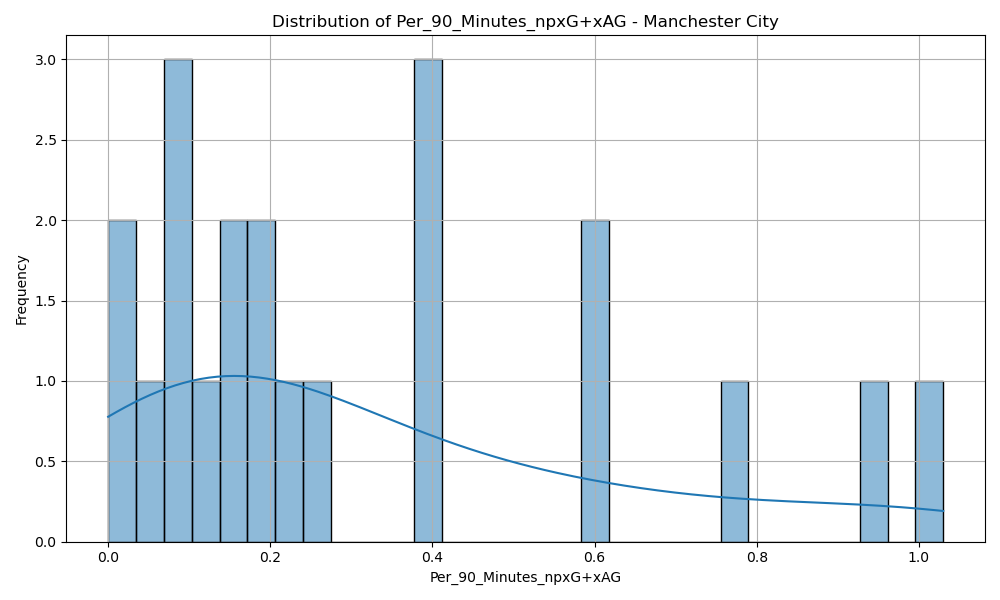 Distribution of Per_90_Minutes_npxG+xAG - Manchester City
3.0
2.5
2.0
1.5
1.0
0.5
0.0
Frequency
0.0 0.2 0.4 0.6 0.8 1.0
Per_90_Minutes_npxG+xAG